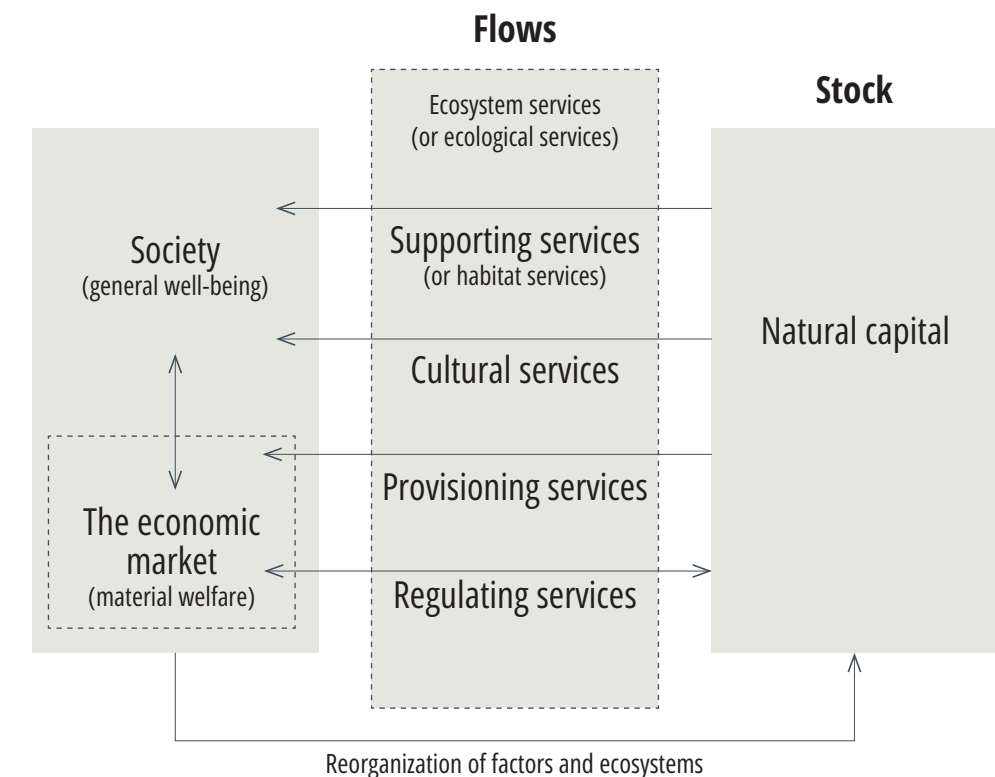 Flows
Stock
Ecosystem services
(or ecological services)
Supporting services
(or habitat services)
Society
(general well-being)
Natural capital
Cultural services
Provisioning services
The economic
market
(material welfare)
Regulating services
Reorganization of factors and ecosystems